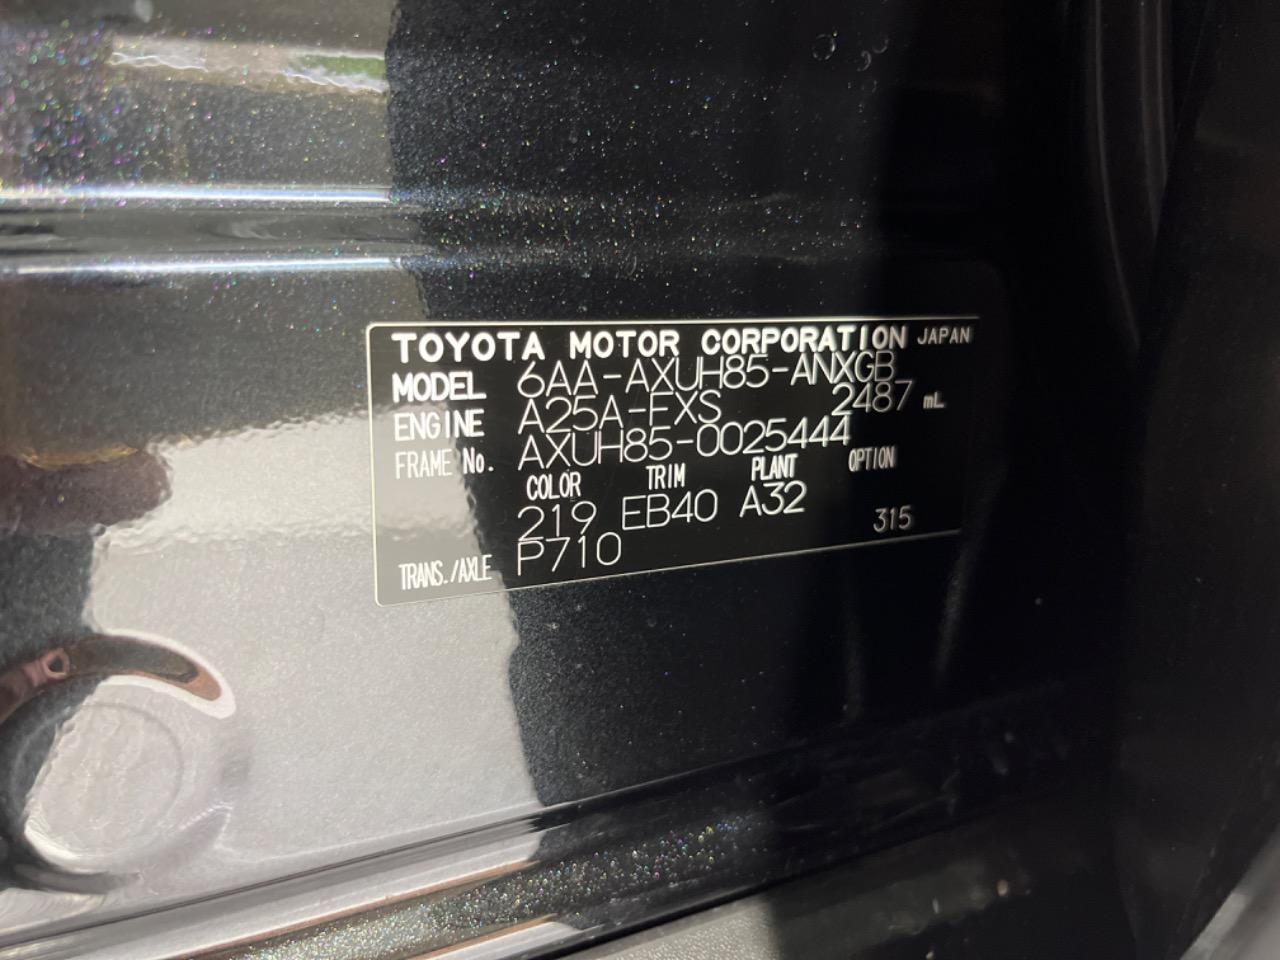 TOYOTA MOTOR CORPORATION JAPAN
MODEL 6AA-AXUH85-ANXGB
ENGINE A25A-FXS 2487 mL
FRAME No. AXUH85-0025444
COLOR TRIM PLANT OPTION
219 EB40 A32 315
TRANS./AXLE P710